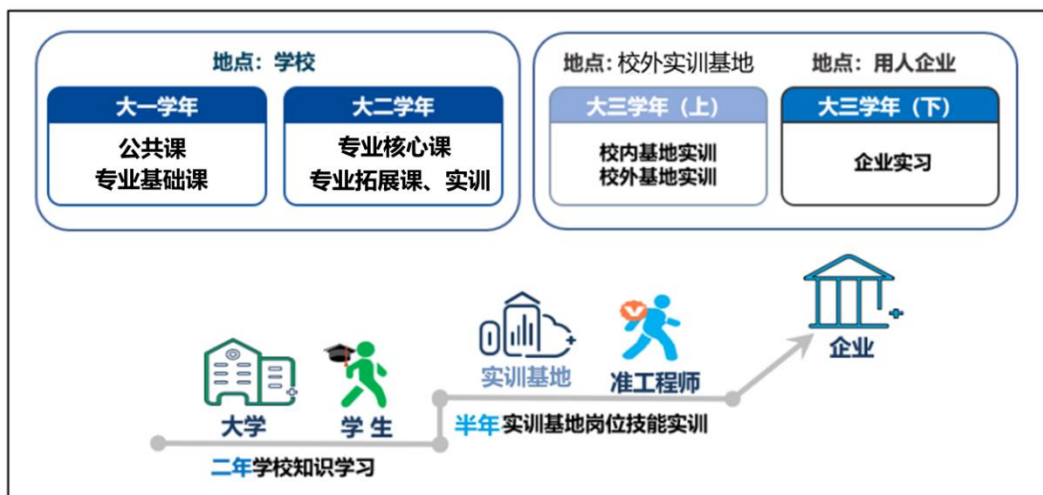 地点：学校
大一学年
公共课
专业基础课
大二学年
专业核心课
专业拓展课、实训
地点：校外实训基地
大三学年（上）
校内基地实训
校外基地实训
地点：用人企业
大三学年（下）
企业实习
大学
学生
二年学校知识学习
实训基地
准工程师
半年实训基地岗位技能实训
企业